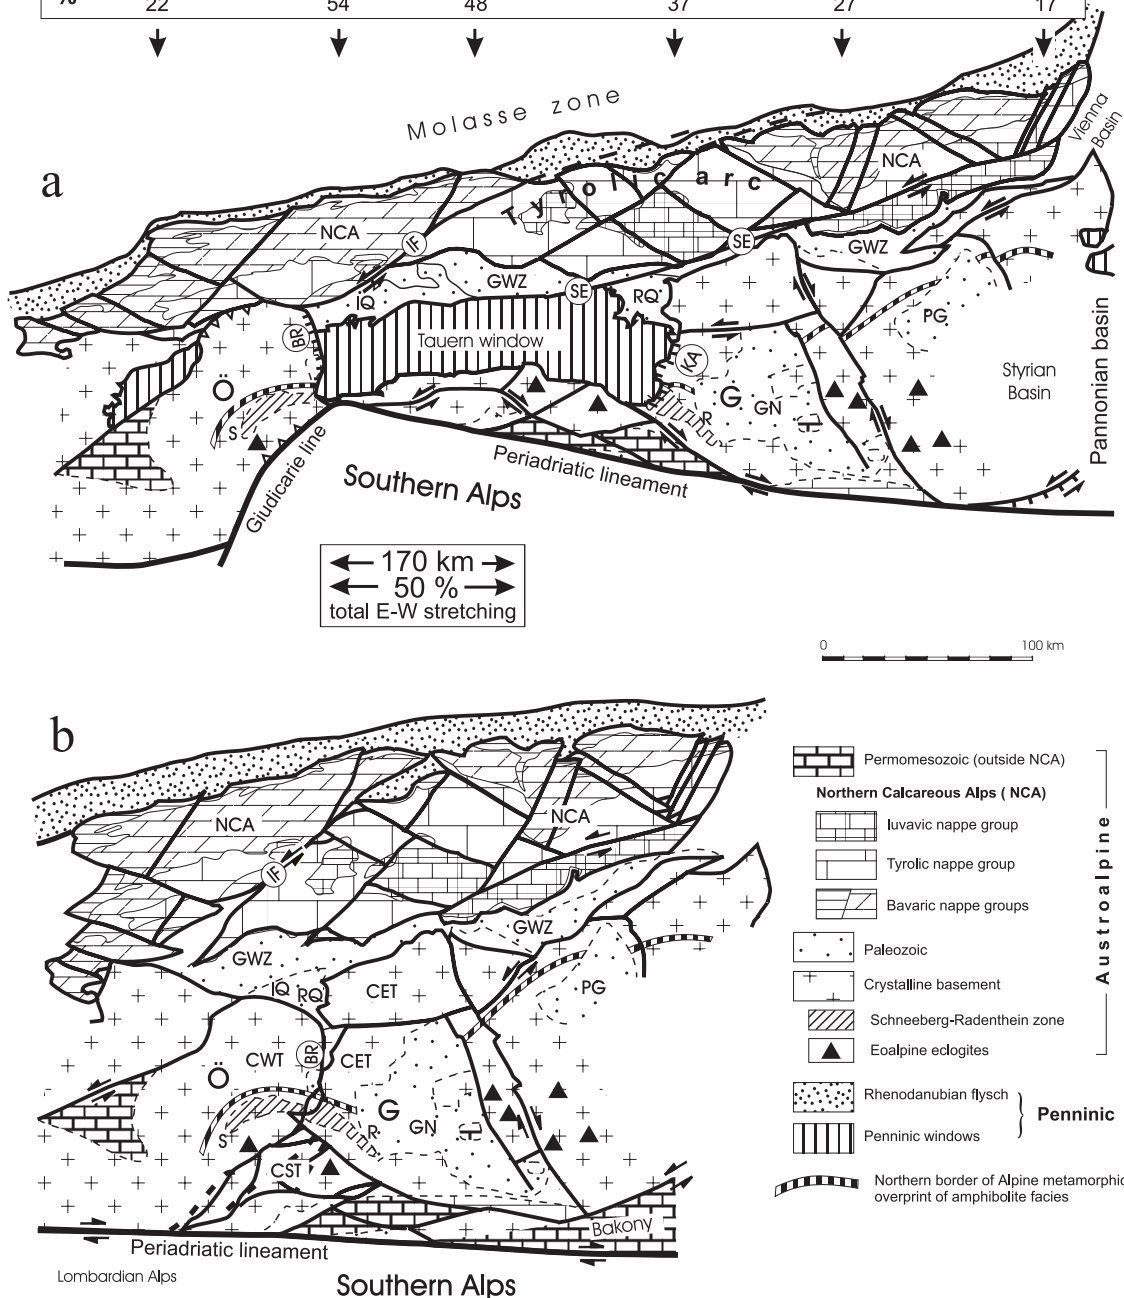 % 22 54 48 37 27 17
a
Molasse zone
Vienna
Basin
NCA
Tyrolic arc
NCA
IF
SE
GWZ
GWZ
SE
IQ
RQ
PG
BR
Tauern window
KA
Ö
G
GN
R
S
Styrian
Basin
Pannonian basin
Giudicarie line
Southern Alps
Periadriatic lineament
170 km
50 %
total E-W stretching
0 100 km
b
NCA
NCA
IF
GWZ
GWZ
IQ
RQ
CET
PG
CWT
BR
CET
Ö
G
GN
R
S
CST
Bakony
Periadriatic lineament
Lombardian Alps
Southern Alps
Permomesozoic (outside NCA)
Northern Calcareous Alps ( NCA)
Iuvavic nappe group
Tyrolic nappe group
Bavaric nappe groups
Paleozoic
Crystalline basement
Schneeberg-Radenthein zone
Eoalpine eclogites
Austroalpine
Rhenodanubian flysch
Penninic windows
Penninic
Northern border of Alpine metamorphic
overprint of amphibolite facies